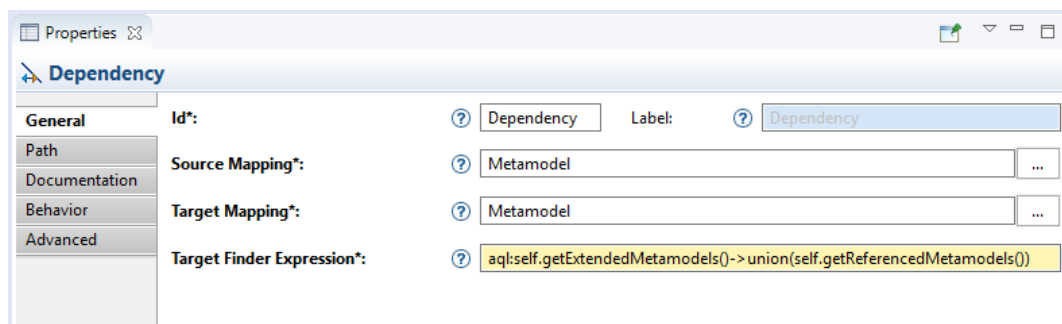 Properties
Dependency
General
Id*: Dependency Label: Dependency
Path
Source Mapping*: Metamodel ...
Documentation
Behavior
Target Mapping*: Metamodel ...
Advanced
Target Finder Expression*: aql:self.getExtendedMetamodels()->union(self.getReferencedMetamodels())